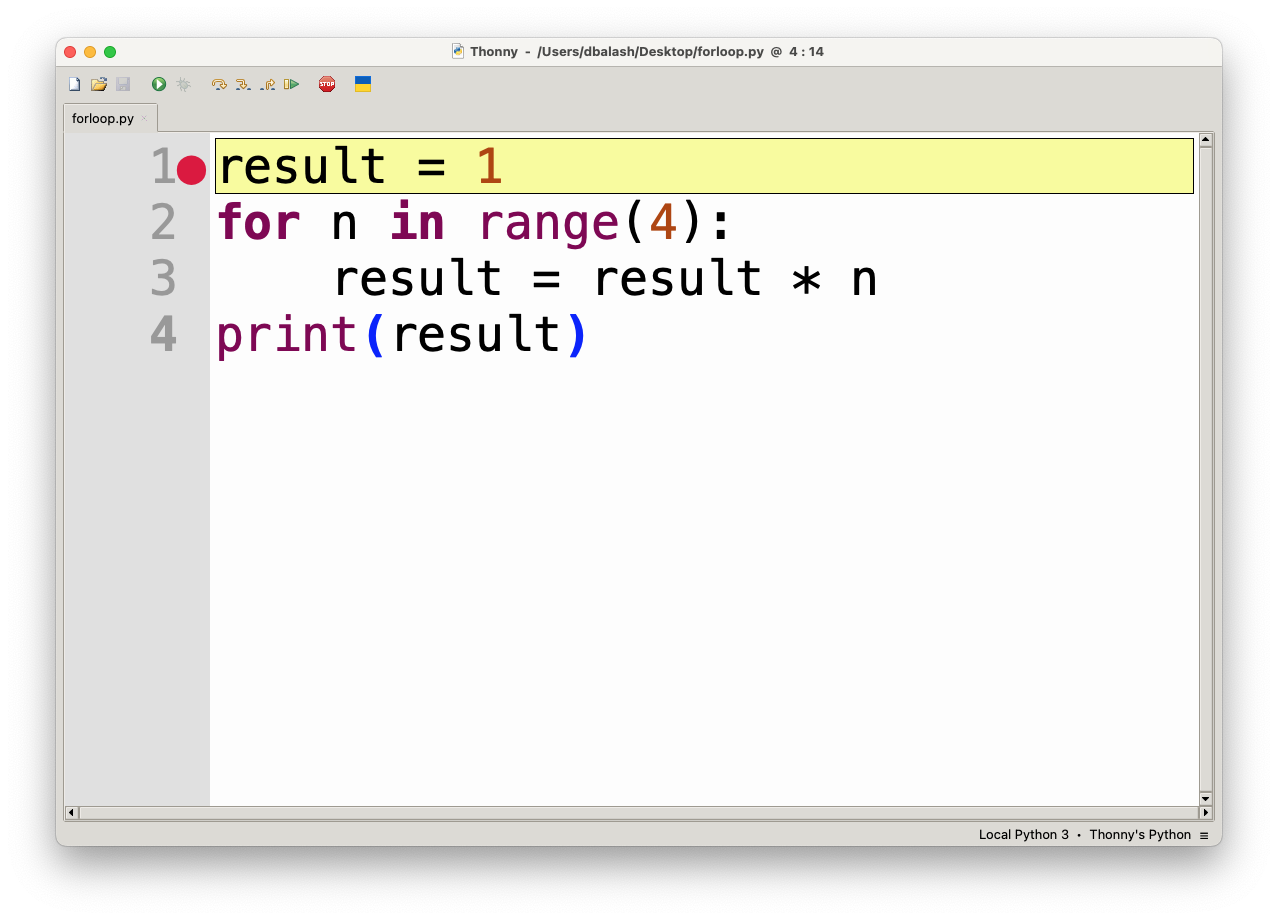 Thonny - /Users/dbalash/Desktop/forloop.py @ 4 : 14
STOP
forloop.py
1 result = 1
2 for n in range(4):
3     result = result * n
4 print(result)
Local Python 3 • Thonny's Python ≡